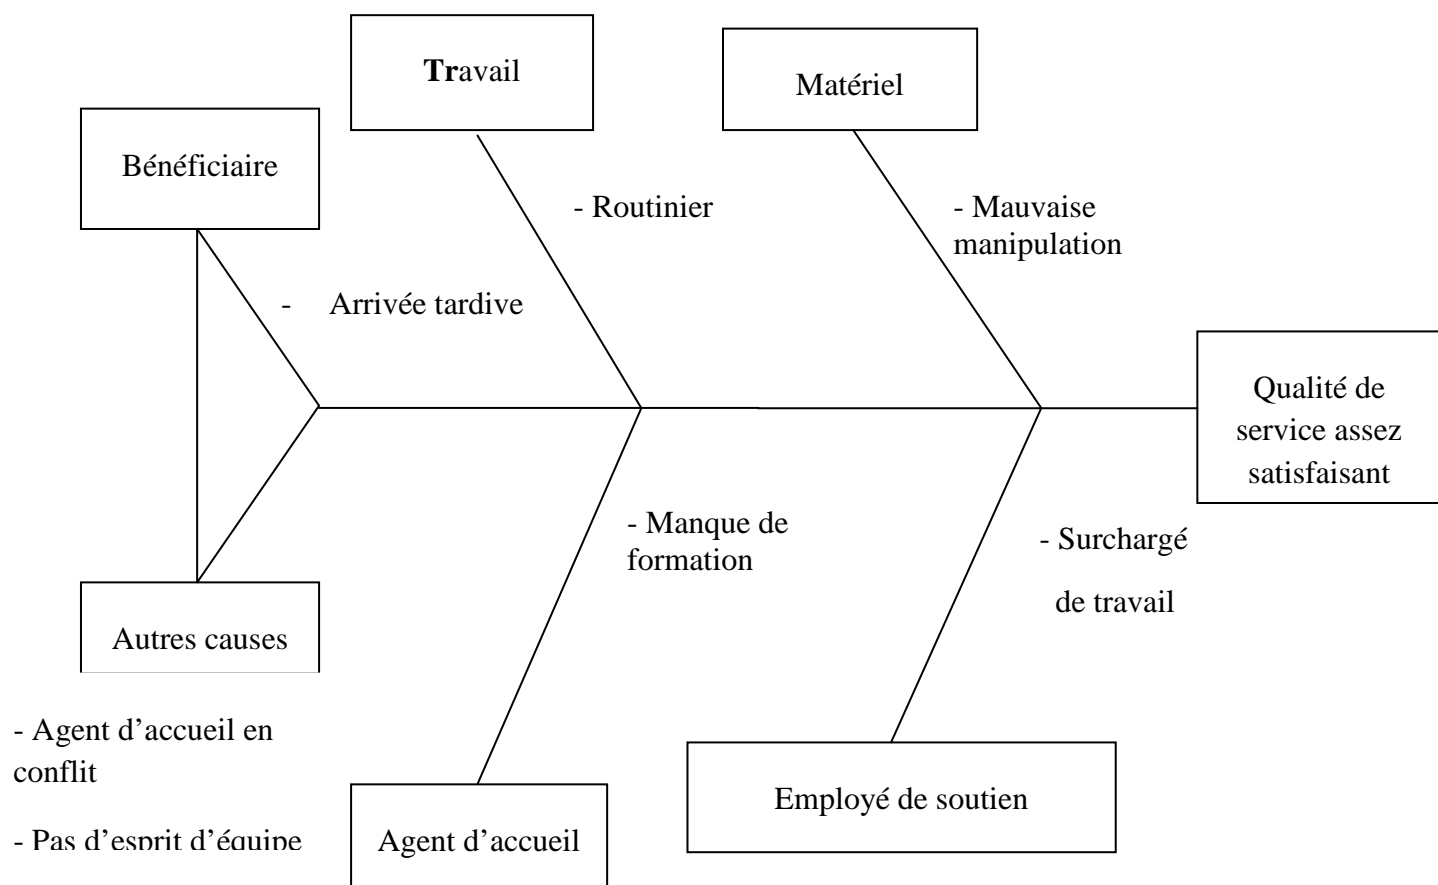 Travail
Matériel
Bénéficiaire
- Routinier
- Mauvaise
manipulation
- Arrivée tardive
Qualité de
service assez
satisfaisant
- Manque de
formation
- Surchargé
de travail
Autres causes
- Agent d’accueil en
conflit
- Pas d’esprit d’équipe
Employé de soutien
Agent d’accueil